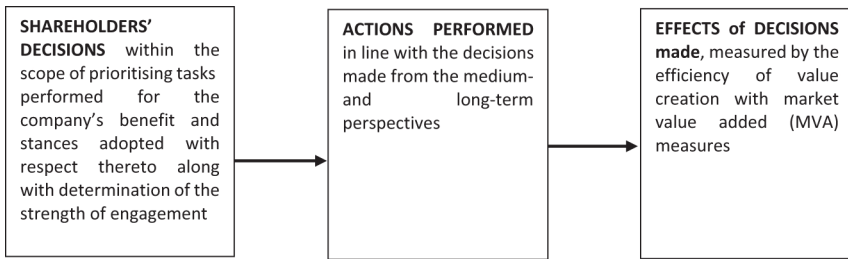 SHAREHOLDERS’
DECISIONS within the
scope of prioritising tasks
performed for the
company’s benefit and
stances adopted with
respect thereto along
with determination of the
strength of engagement
ACTIONS PERFORMED
in line with the decisions
made from the medium-
and long-term
perspectives
EFFECTS of DECISIONS
made, measured by the
efficiency of value
creation with market
value added (MVA)
measures